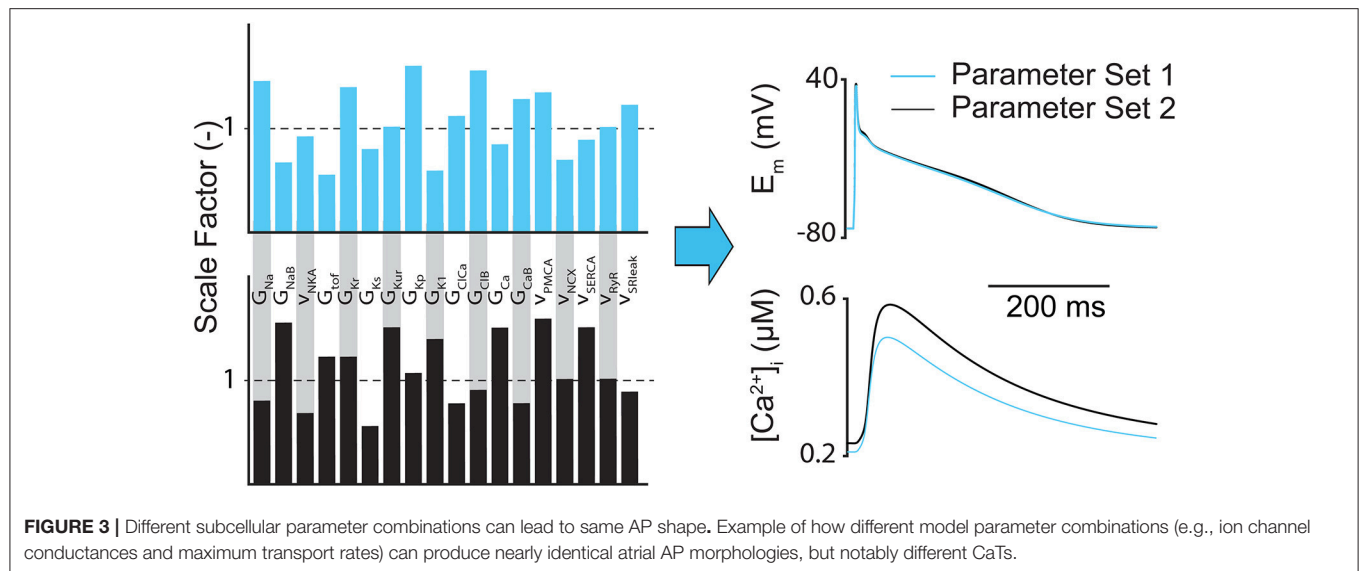 Scale Factor (-)
1
G_Na
G_NaB
v_NKA
G_tof
G_Kr
G_Ks
G_Kur
G_Kp
G_K1
G_ClCa
G_ClB
G_Ca
G_CaB
v_PMCA
v_NCX
v_SERCA
v_RyR
v_SRleak
1
Parameter Set 1
Parameter Set 2
40
E_m (mV)
-80
0.6
[Ca²⁺]_i (µM)
0.2
200 ms
FIGURE 3 | Different subcellular parameter combinations can lead to same AP shape. Example of how different model parameter combinations (e.g., ion channel
conductances and maximum transport rates) can produce nearly identical atrial AP morphologies, but notably different CaTs.